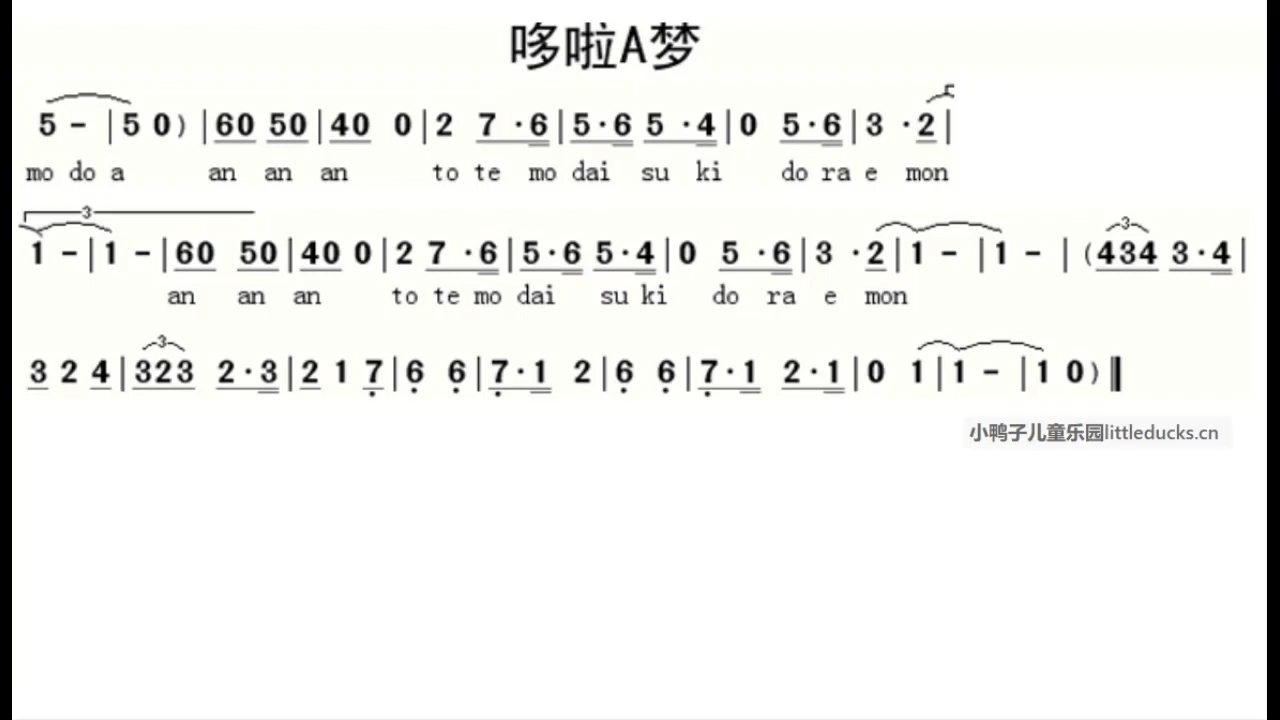 哆啦A梦
5 - | 5 0) | 60 50 | 40 0 | 2 7 · 6 | 5 · 6 5 · 4 | 0 5 · 6 | 3 · 2 |
mo do a an an an to te mo dai su ki do ra e mon
3
1 - | 1 - | 60 50 | 40 0 | 2 7 · 6 | 5 · 6 5 · 4 | 0 5 · 6 | 3 · 2 | 1 - | 1 - | (434 3 · 4 |
an an an to te mo dai su ki do ra e mon
3 2 4 | 323 2 · 3 | 2 1 7 | 6 6 | 7 · 1 2 | 6 6 | 7 · 1 2 · 1 | 0 1 | 1 - | 1 0) ‖
小鸭子儿童乐园littleducks.cn